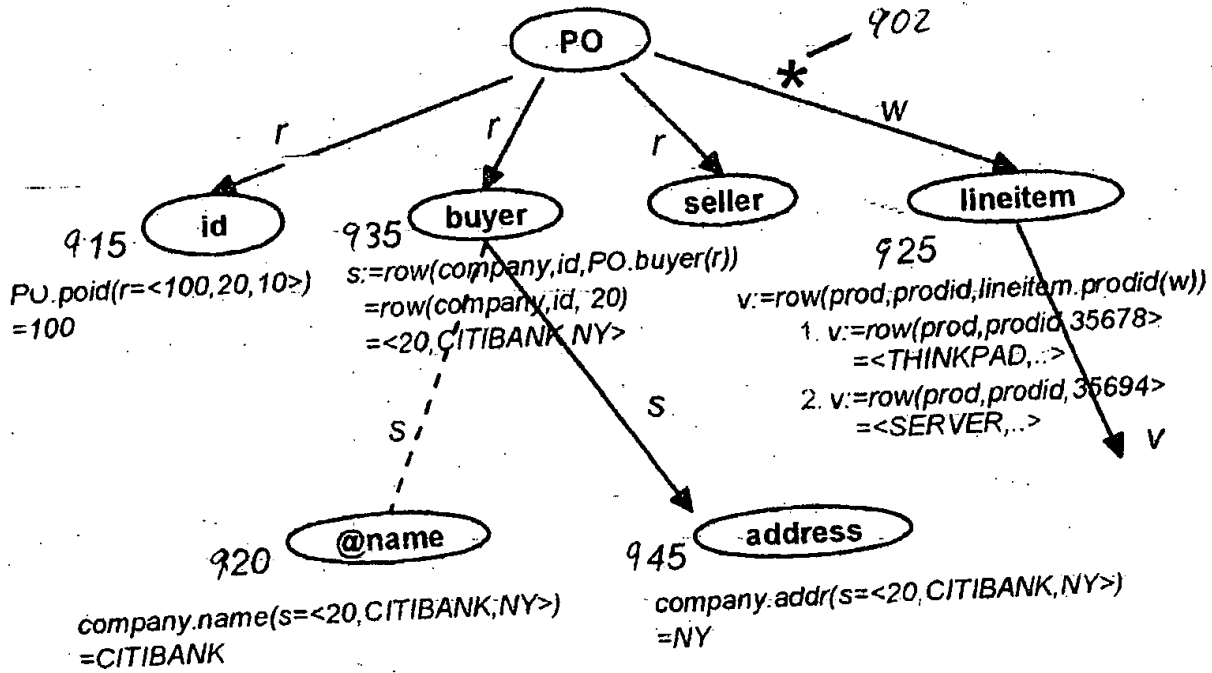 902
PO
*
r
r
r
w
id
buyer
seller
lineitem
915
935
925
PO.poid(r=<100,20,10>)
=100
s:=row(company,id,PO.buyer(r))
=row(company,id, 20)
=<20,CITIBANK,NY>
v:=row(prod,prodid,lineitem.prodid(w))
1. v:=row(prod,prodid,35678>
=<THINKPAD,..>
2. v:=row(prod,prodid,35694>
=<SERVER,..>
s
s
v
@name
address
920
945
company.name(s=<20,CITIBANK,NY>)
=CITIBANK
company.addr(s=<20,CITIBANK,NY>)
=NY